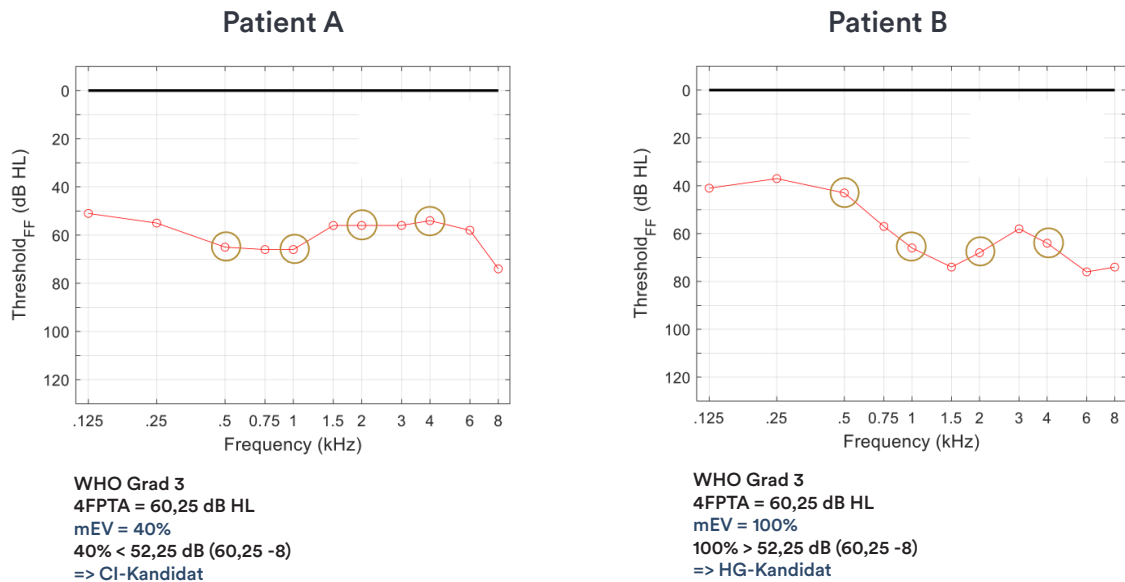 Patient A
Threshold_FF (dB HL)
0
20
40
60
80
100
120
.125 .25 .5 0.75 1 1.5 2 3 4 6 8
Frequency (kHz)
WHO Grad 3
4FPTA = 60,25 dB HL
mEV = 40%
40% < 52,25 dB (60,25 -8)
=> CI-Kandidat
Patient B
Threshold_FF (dB HL)
0
20
40
60
80
100
120
.125 .25 .5 0.75 1 1.5 2 3 4 6 8
Frequency (kHz)
WHO Grad 3
4FPTA = 60,25 dB HL
mEV = 100%
100% > 52,25 dB (60,25 -8)
=> HG-Kandidat